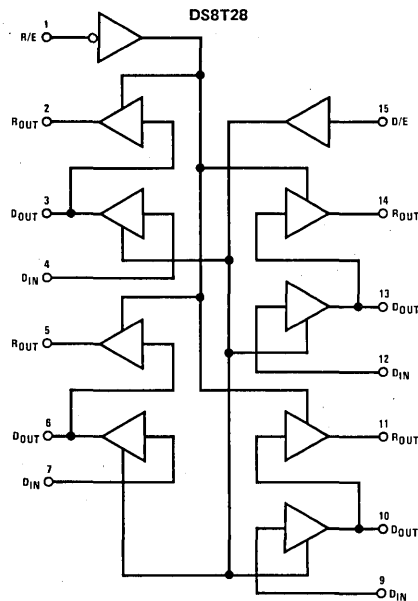 DS8T28
1
R/E
2
ROUT
15
D/E
3
DOUT
14
ROUT
4
DIN
13
DOUT
5
ROUT
12
DIN
6
DOUT
11
ROUT
7
DIN
10
DOUT
9
DIN